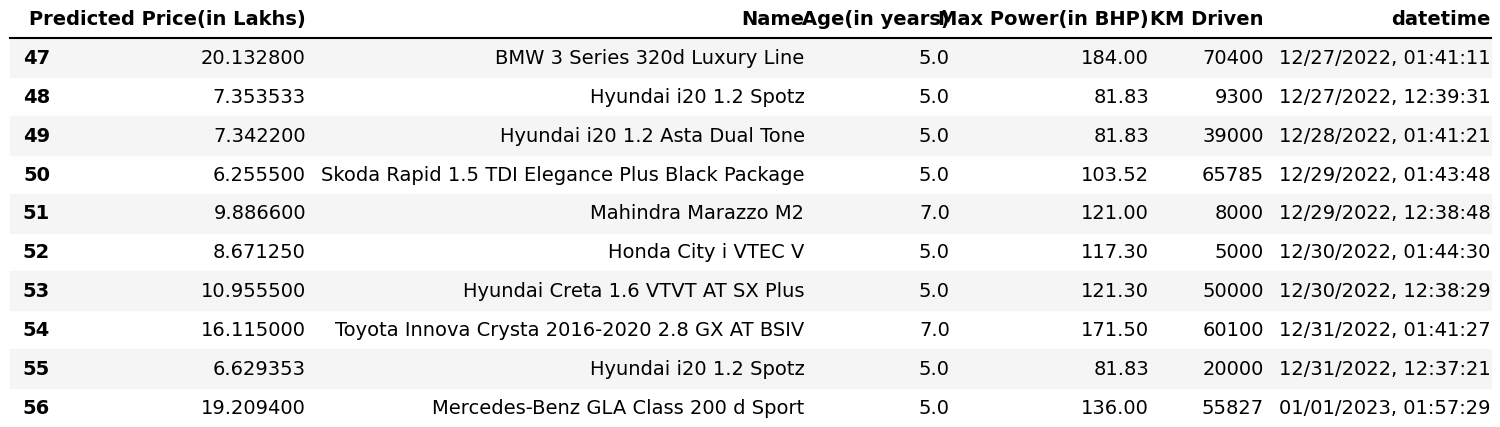 Predicted Price(in Lakhs) Name Age(in years) Max Power(in BHP) KM Driven datetime
47 20.132800 BMW 3 Series 320d Luxury Line 5.0 184.00 70400 12/27/2022, 01:41:11
48 7.353533 Hyundai i20 1.2 Spotz 5.0 81.83 9300 12/27/2022, 12:39:31
49 7.342200 Hyundai i20 1.2 Asta Dual Tone 5.0 81.83 39000 12/28/2022, 01:41:21
50 6.255500 Skoda Rapid 1.5 TDI Elegance Plus Black Package 5.0 103.52 65785 12/29/2022, 01:43:48
51 9.886600 Mahindra Marazzo M2 7.0 121.00 8000 12/29/2022, 12:38:48
52 8.671250 Honda City i VTEC V 5.0 117.30 5000 12/30/2022, 01:44:30
53 10.955500 Hyundai Creta 1.6 VTVT AT SX Plus 5.0 121.30 50000 12/30/2022, 12:38:29
54 16.115000 Toyota Innova Crysta 2016-2020 2.8 GX AT BSIV 7.0 171.50 60100 12/31/2022, 01:41:27
55 6.629353 Hyundai i20 1.2 Spotz 5.0 81.83 20000 12/31/2022, 12:37:21
56 19.209400 Mercedes-Benz GLA Class 200 d Sport 5.0 136.00 55827 01/01/2023, 01:57:29